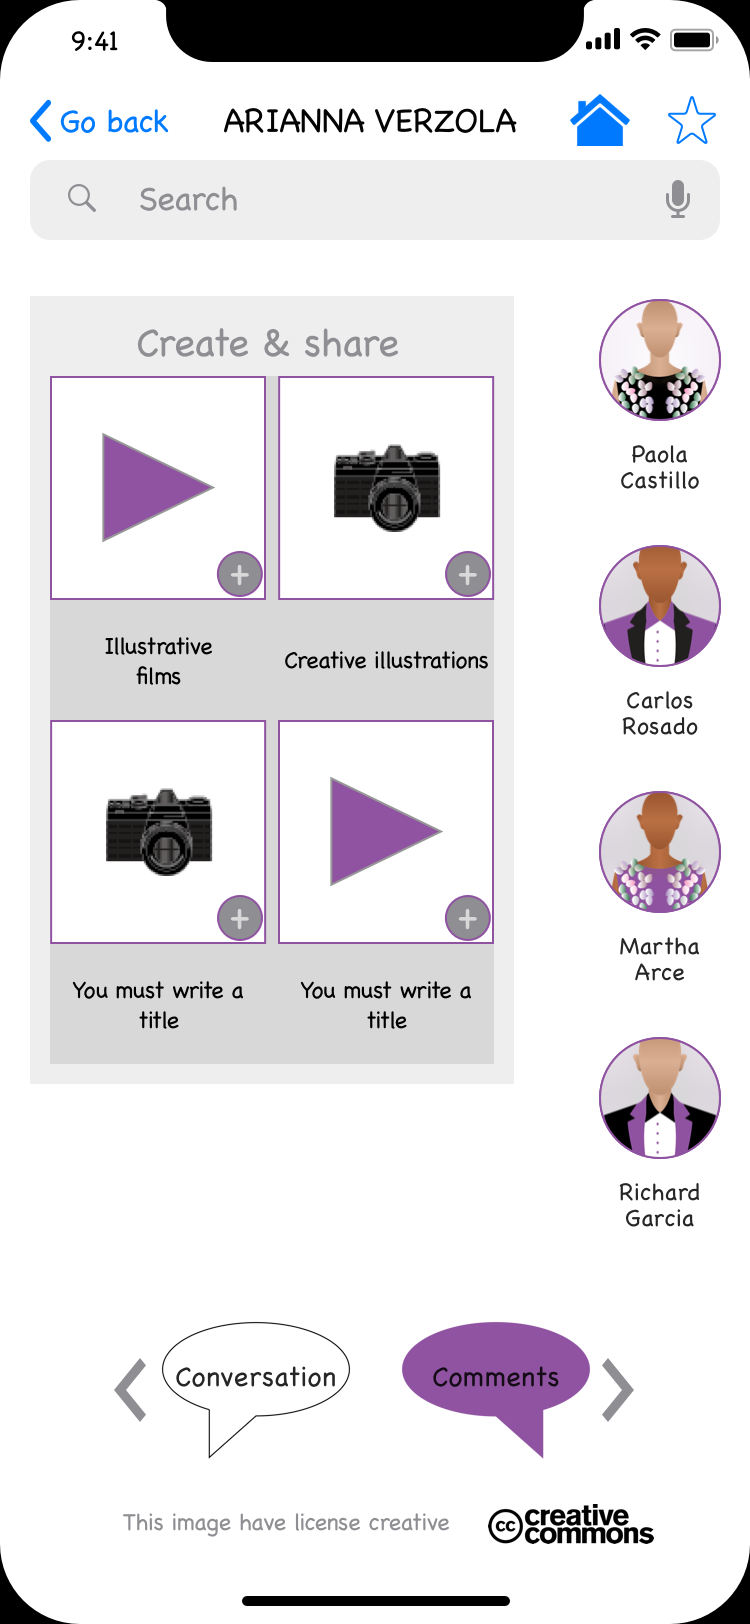 9:41
Go back
ARIANNA VERZOLA
Search
Create & share
Illustrative
films
Creative illustrations
You must write a
title
You must write a
title
Paola
Castillo
Carlos
Rosado
Martha
Arce
Richard
Garcia
Conversation
Comments
This image have license creative
cc creative
commons